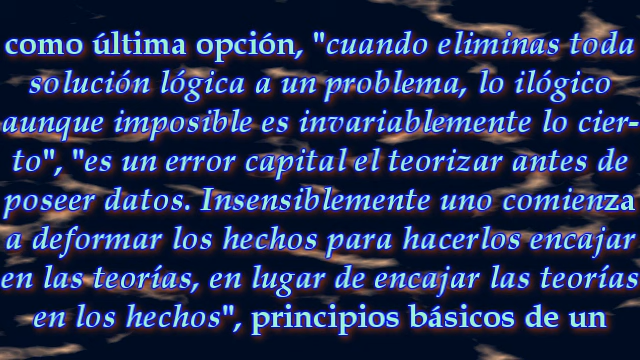 como última opción, "cuando eliminas toda
solución lógica a un problema, lo ilógico
aunque imposible es invariablemente lo cier-
to", "es un error capital el teorizar antes de
poseer datos. Insensiblemente uno comienza
a deformar los hechos para hacerlos encajar
en las teorías, en lugar de encajar las teorías
en los hechos", principios básicos de un